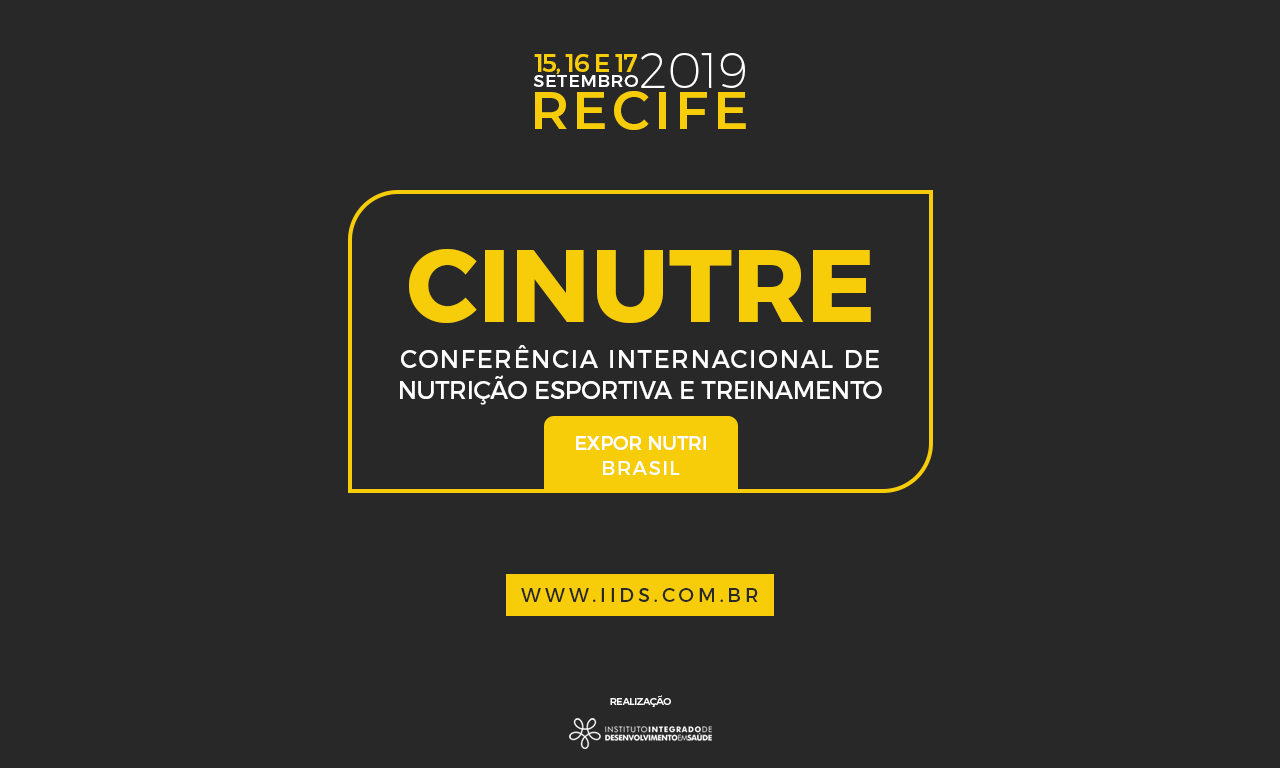 15, 16 E 17
SETEMBRO 2019
RECIFE
CINUTRE
CONFERÊNCIA INTERNACIONAL DE
NUTRIÇÃO ESPORTIVA E TREINAMENTO
EXPOR NUTRI
BRASIL
WWW.IIDS.COM.BR
REALIZAÇÃO
INSTITUTO INTEGRADO DE
DESENVOLVIMENTO EM SAÚDE